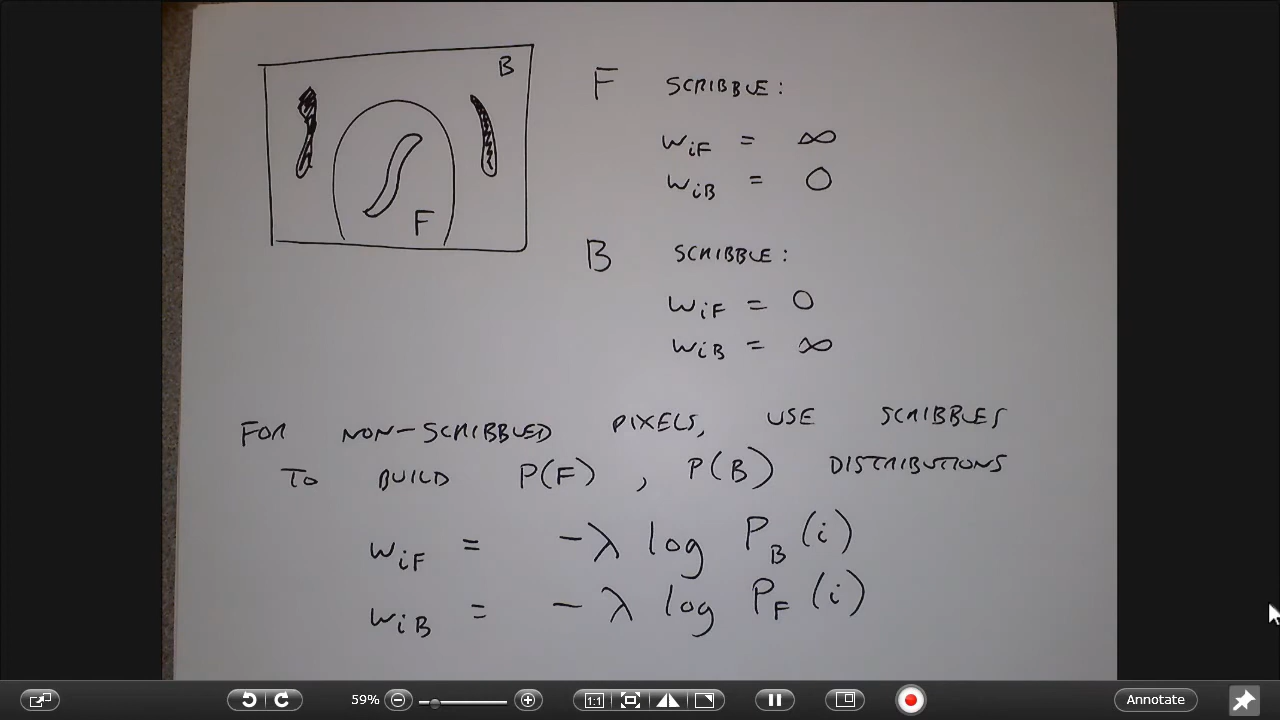 B
F
F SCRIBBLE:
wiF = ∞
wiB = 0
B SCRIBBLE:
wiF = 0
wiB = ∞
FOR NON-SCRIBBLED PIXELS, USE SCRIBBLES
TO BUILD P(F), P(B) DISTRIBUTIONS
wiF = -λ log PB(i)
wiB = -λ log PF(i)
59% 1:1 Annotate